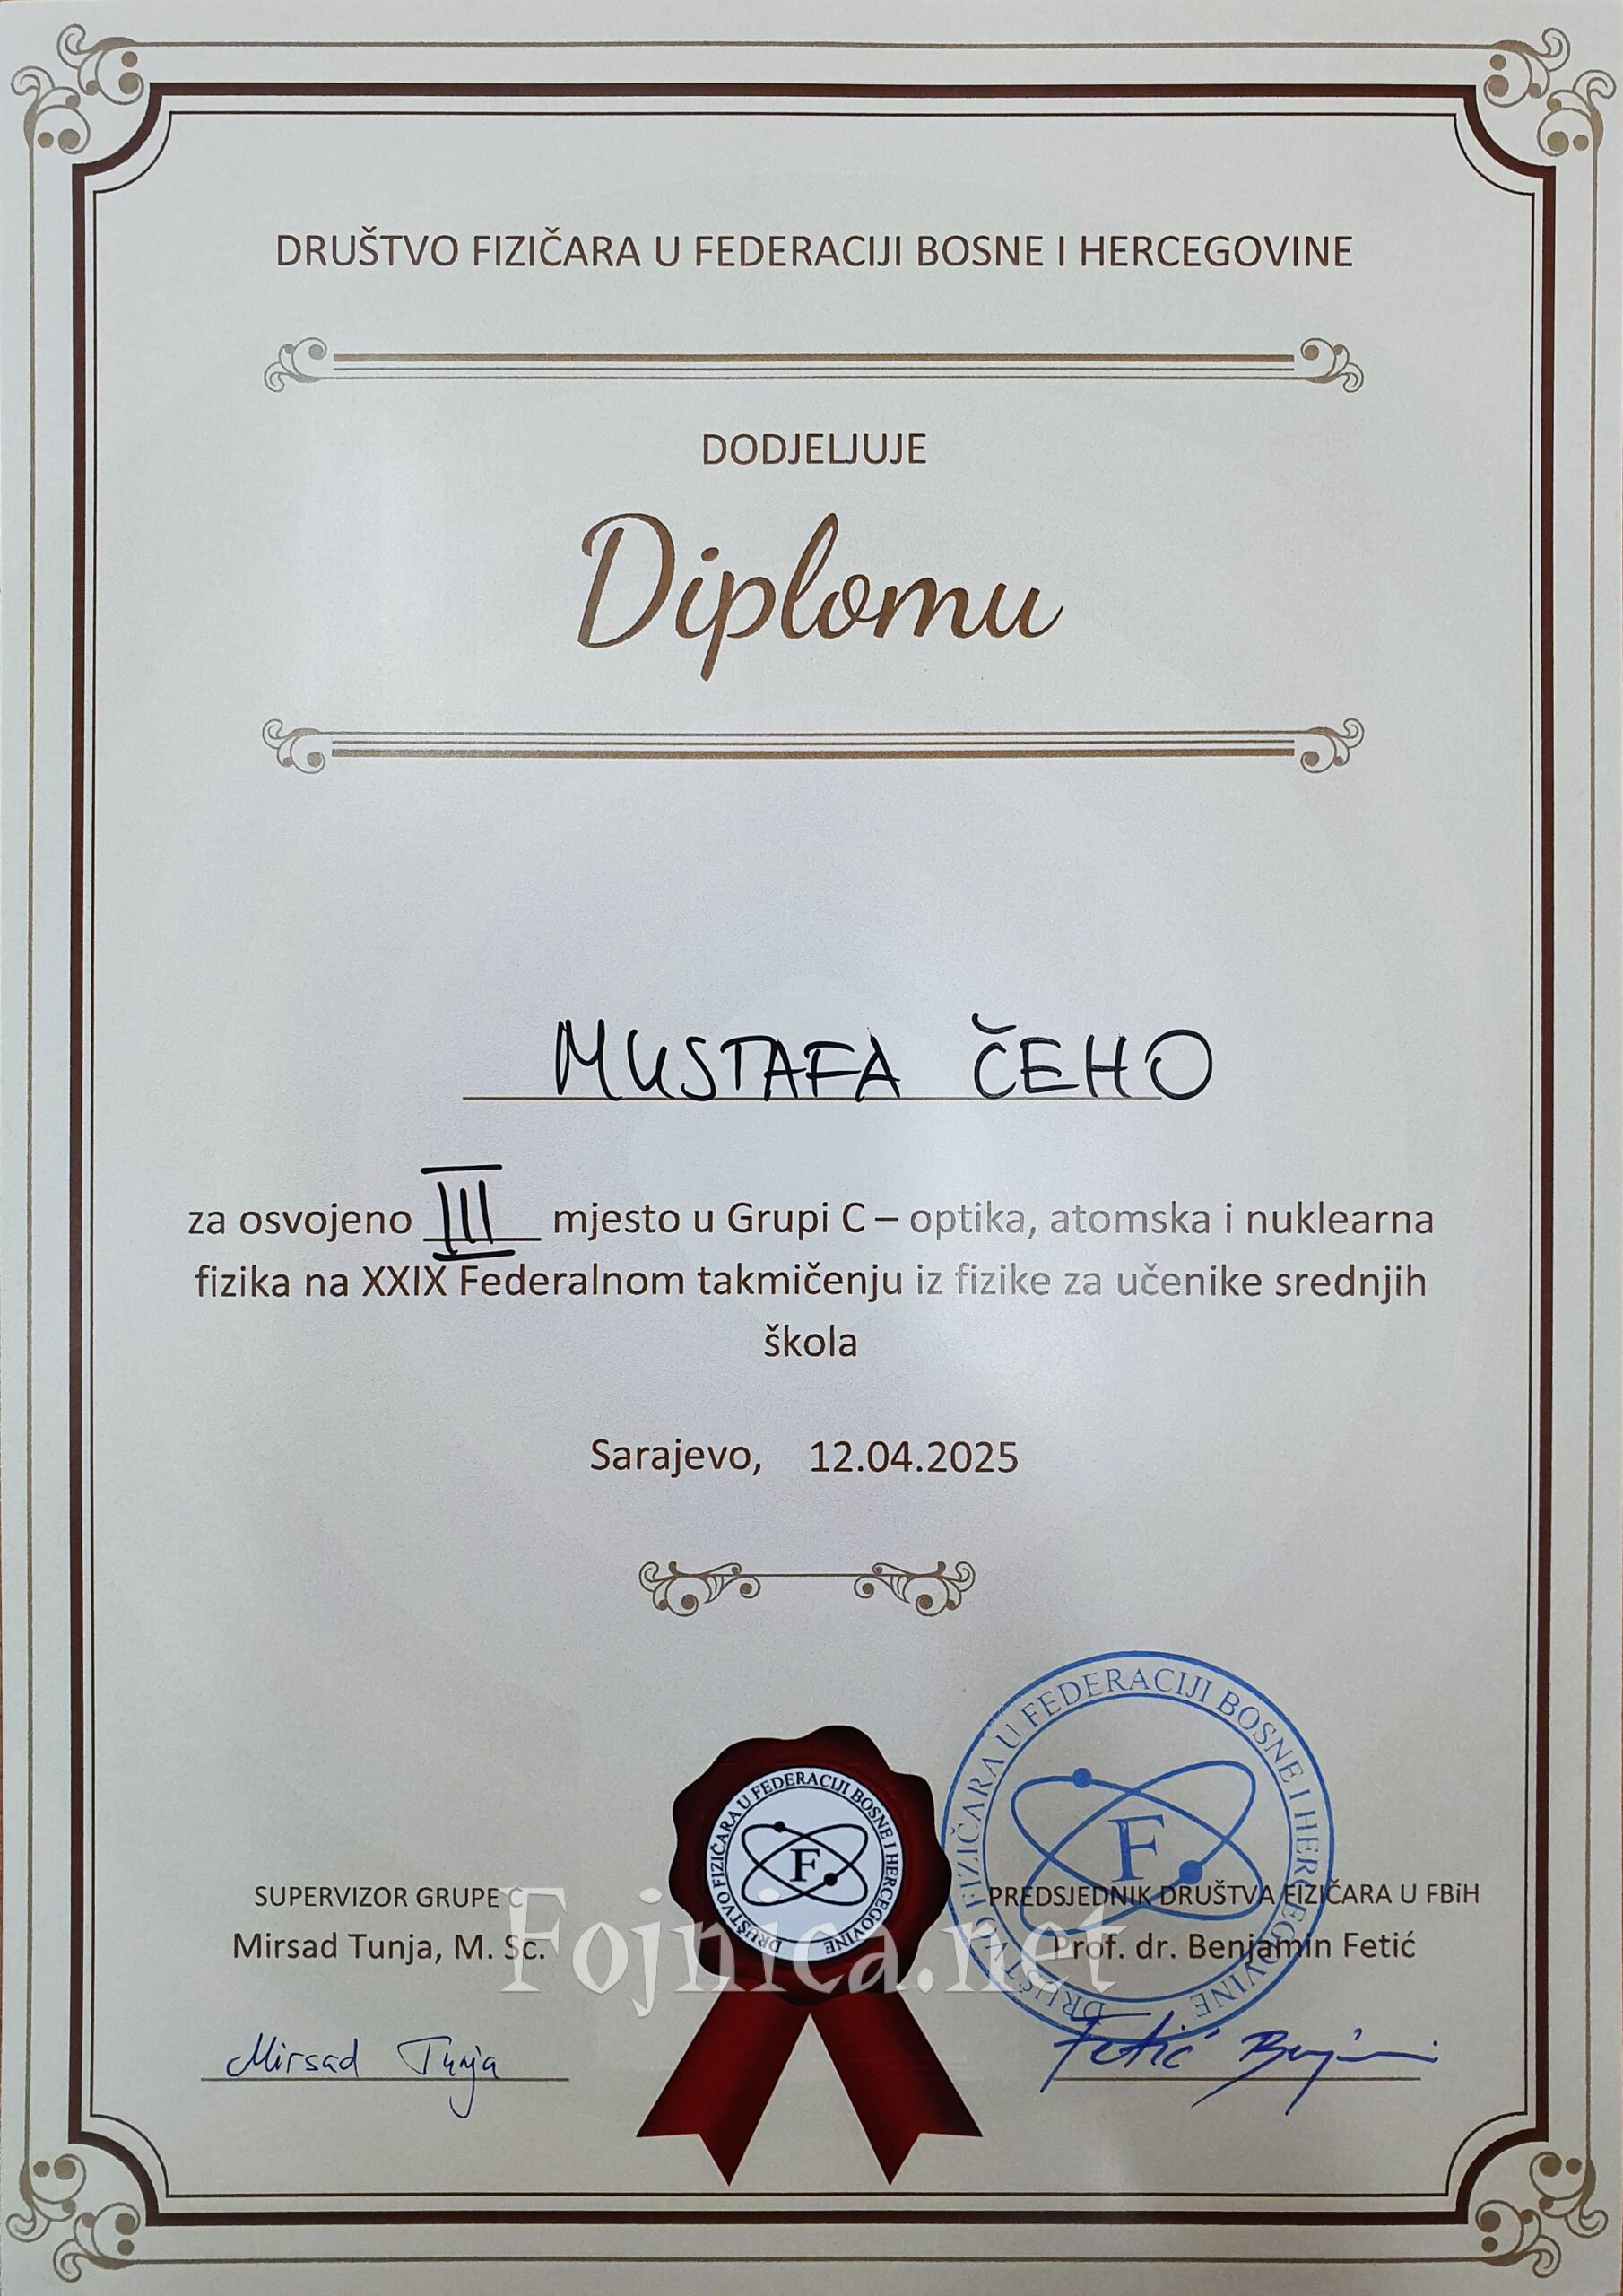 DRUŠTVO FIZIČARA U FEDERACIJI BOSNE I HERCEGOVINE
DODJELJUJE
Diplomu
MUSTAFA ČEHO
za osvojeno III mjesto u Grupi C – optika, atomska i nuklearna
fizika na XXIX Federalnom takmičenju iz fizike za učenike srednjih
škola
Sarajevo, 12.04.2025
DRUŠTVO FIZIČARA U FEDERACIJI BOSNE I HERCEGOVINE
F
DRUŠTVO FIZIČARA U FEDERACIJI BOSNE I HERCEGOVINE
F
SUPERVIZOR GRUPE C
Mirsad Tunja, M. Sc.
Mirsad Tunja
PREDSJEDNIK DRUŠTVA FIZIČARA U FBiH
Prof. dr. Benjamin Fetić
Fetić Benjamin
Fojnica.net